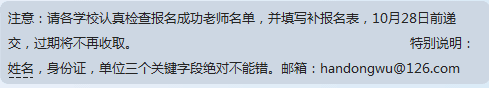 注意：请各学校认真检查报名成功老师名单，并填写补报名表，10月28日前递
交，过期将不再收取。 特别说明：
姓名，身份证，单位三个关键字段绝对不能错。邮箱：handongwu@126.com